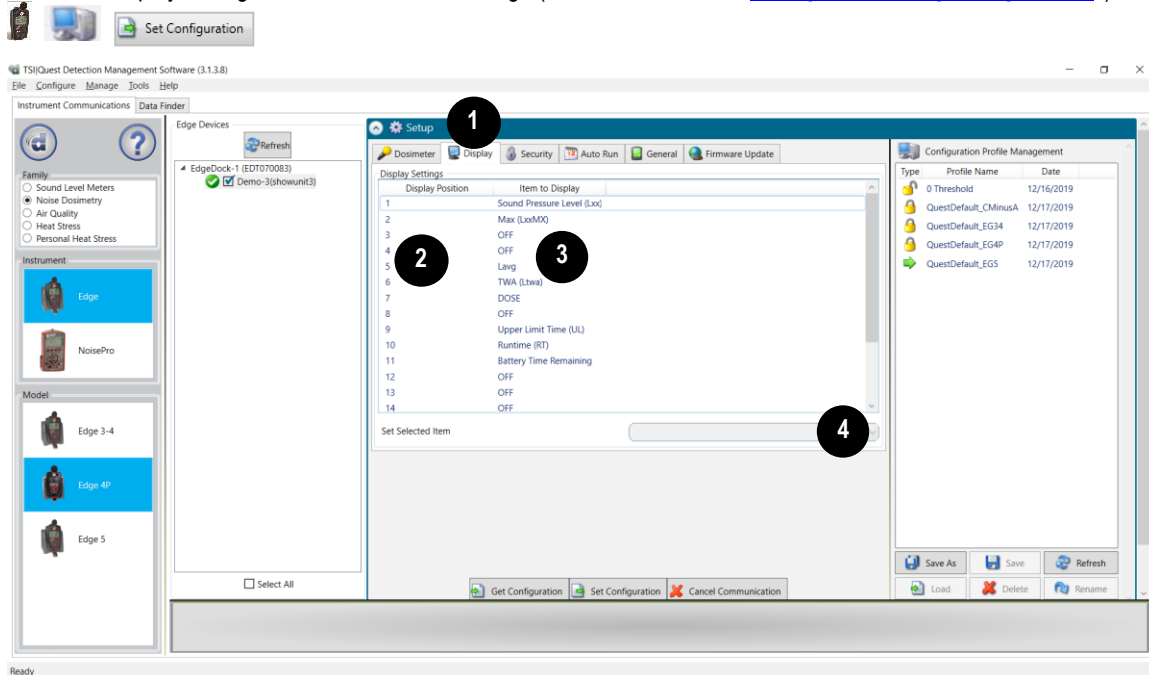 Set Configuration
TSI|Quest Detection Management Software (3.1.3.8)
File Configure Manage Tools Help
Instrument Communications Data Finder
Family
Sound Level Meters
Noise Dosimetry
Air Quality
Heat Stress
Personal Heat Stress
Instrument
Edge
NoisePro
Model
Edge 3-4
Edge 4P
Edge 5
Edge Devices
Refresh
EdgeDock-1 (EDT070083)
Demo-3(showunit3)
Select All
Setup
1
Dosimeter Display Security Auto Run General Firmware Update
Display Settings
Display Position Item to Display
1 Sound Pressure Level (Lxx)
2 Max (LxxMX)
3 OFF
4 OFF
5 Lavg
6 TWA (Ltwa)
7 DOSE
8 OFF
9 Upper Limit Time (UL)
10 Runtime (RT)
11 Battery Time Remaining
12 OFF
13 OFF
14 OFF
2
3
Set Selected Item
4
Get Configuration Set Configuration Cancel Communication
Configuration Profile Management
Type Profile Name Date
0 Threshold 12/16/2019
QuestDefault_CMinusA 12/17/2019
QuestDefault_EG34 12/17/2019
QuestDefault_EG4P 12/17/2019
QuestDefault_EG5 12/17/2019
Save As Save Refresh
Load Delete Rename
Ready